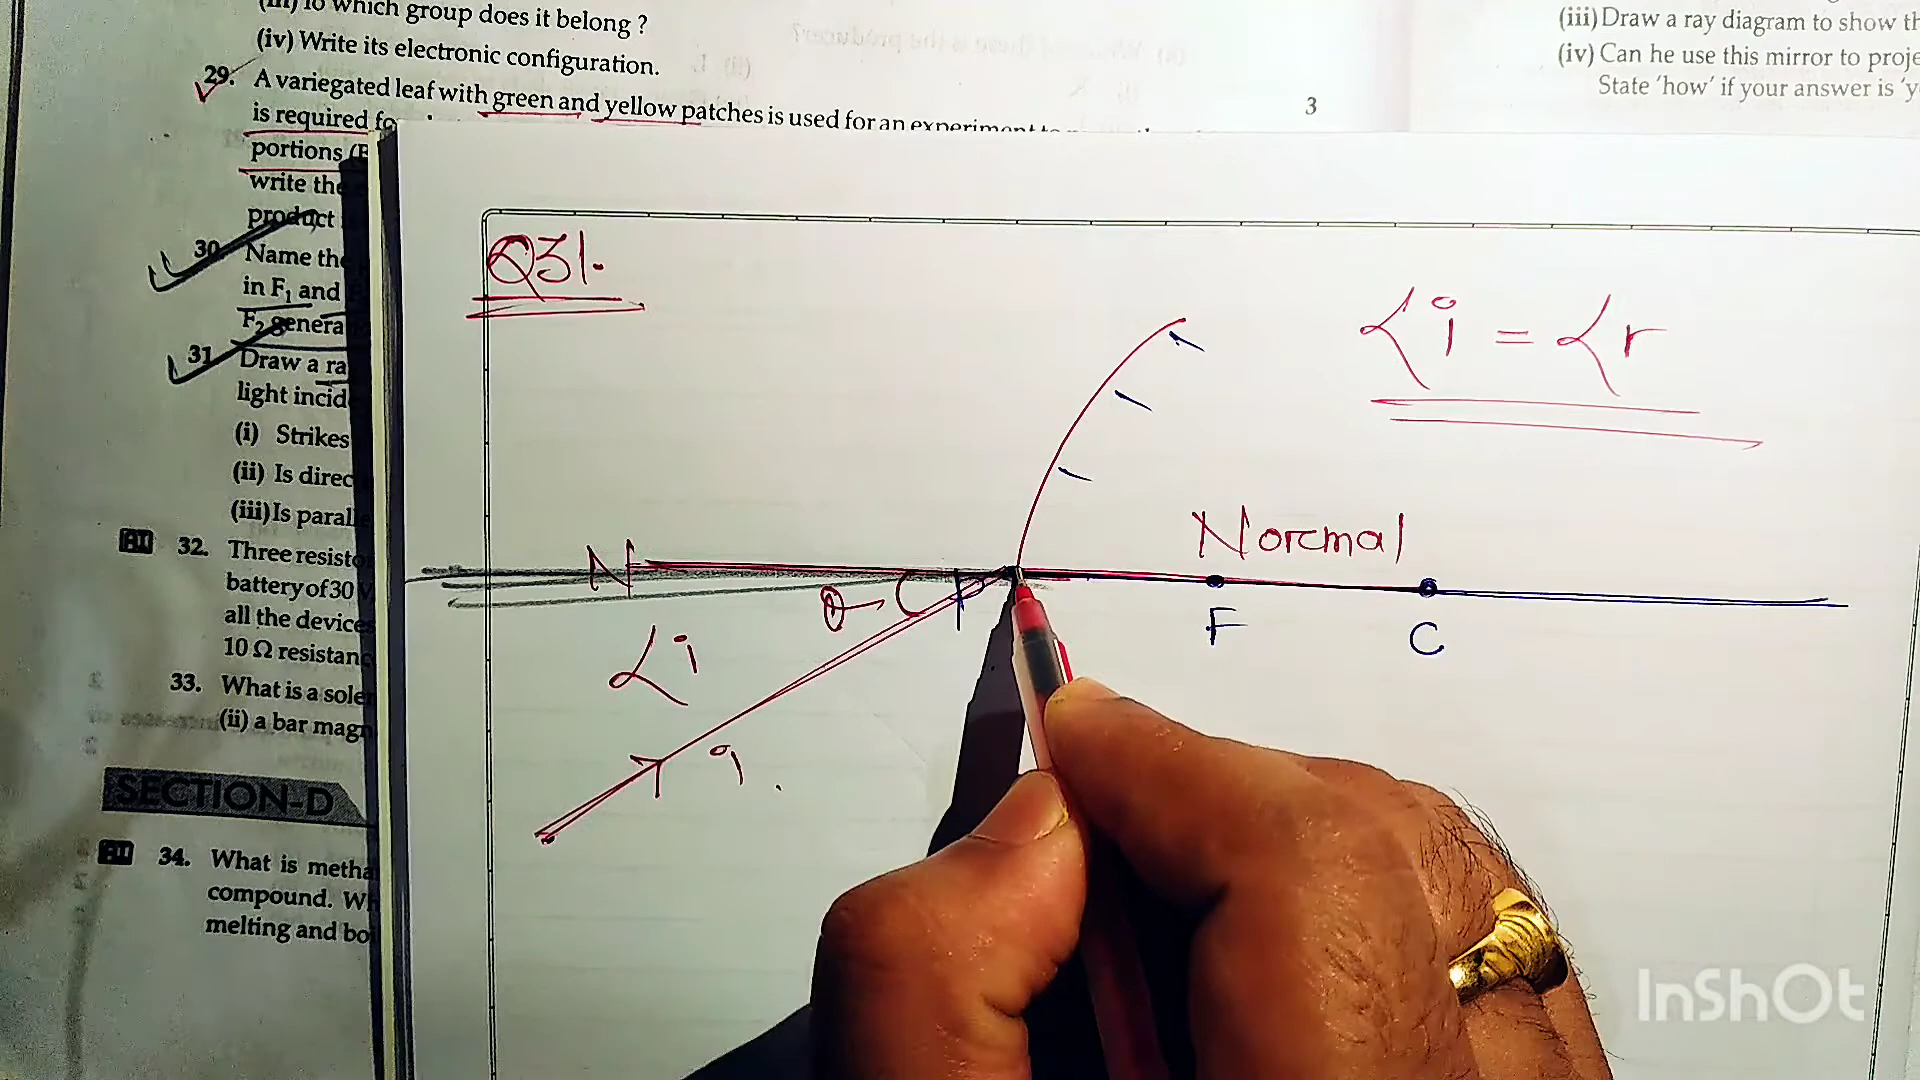 (iii) To which group does it belong ?
(iv) Write its electronic configuration.
29. A variegated leaf with green and yellow patches is used for an experiment to
is required fo
portions (
write the
product
30. Name the
in F1 and
F2 genera
31 Draw a ra
light incid
(i) Strikes
(ii) Is direc
(iii) Is paral
AI 32. Three resisto
battery of 30 V
all the device
10 Ω resistan
33. What is a sole
(ii) a bar magn
SECTION-D
AI 34. What is metha
compound. Wh
melting and bo
3
(iii) Draw a ray diagram to show th
(iv) Can he use this mirror to proje
State 'how' if your answer is 'y
Q31.
∠i = ∠r
Normal
N
θ
P
F
C
∠i
InShOt